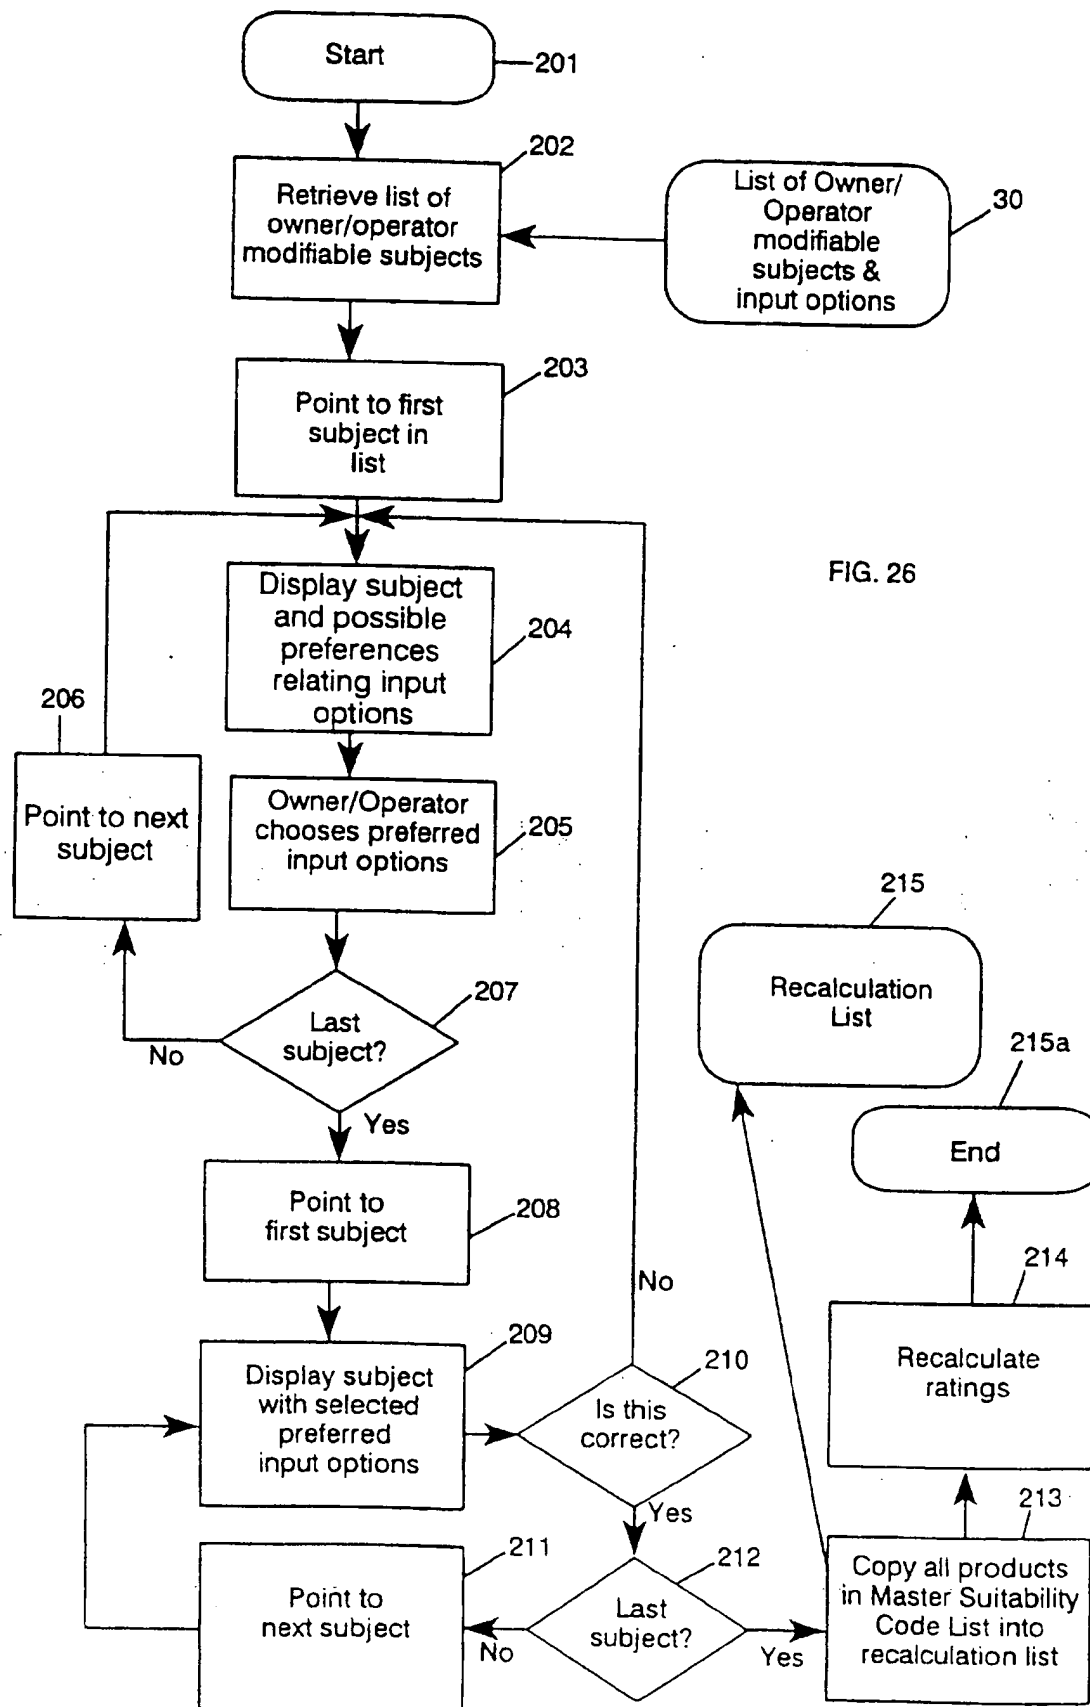 Start
201
202
Retrieve list of
owner/operator
modifiable subjects
List of Owner/
Operator
modifiable
subjects &
input options
30
203
Point to first
subject in
list
FIG. 26
Display subject
and possible
preferences
relating input
options
204
206
Point to next
subject
Owner/Operator
chooses preferred
input options
205
215
Recalculation
List
207
Last
subject?
No
Yes
215a
End
Point to
first subject
208
No
214
Recalculate
ratings
209
Display subject
with selected
preferred
input options
210
Is this
correct?
Yes
213
211
Point to
next subject
212
Last
subject?
No
Yes
Copy all products
in Master Suitability
Code List into
recalculation list